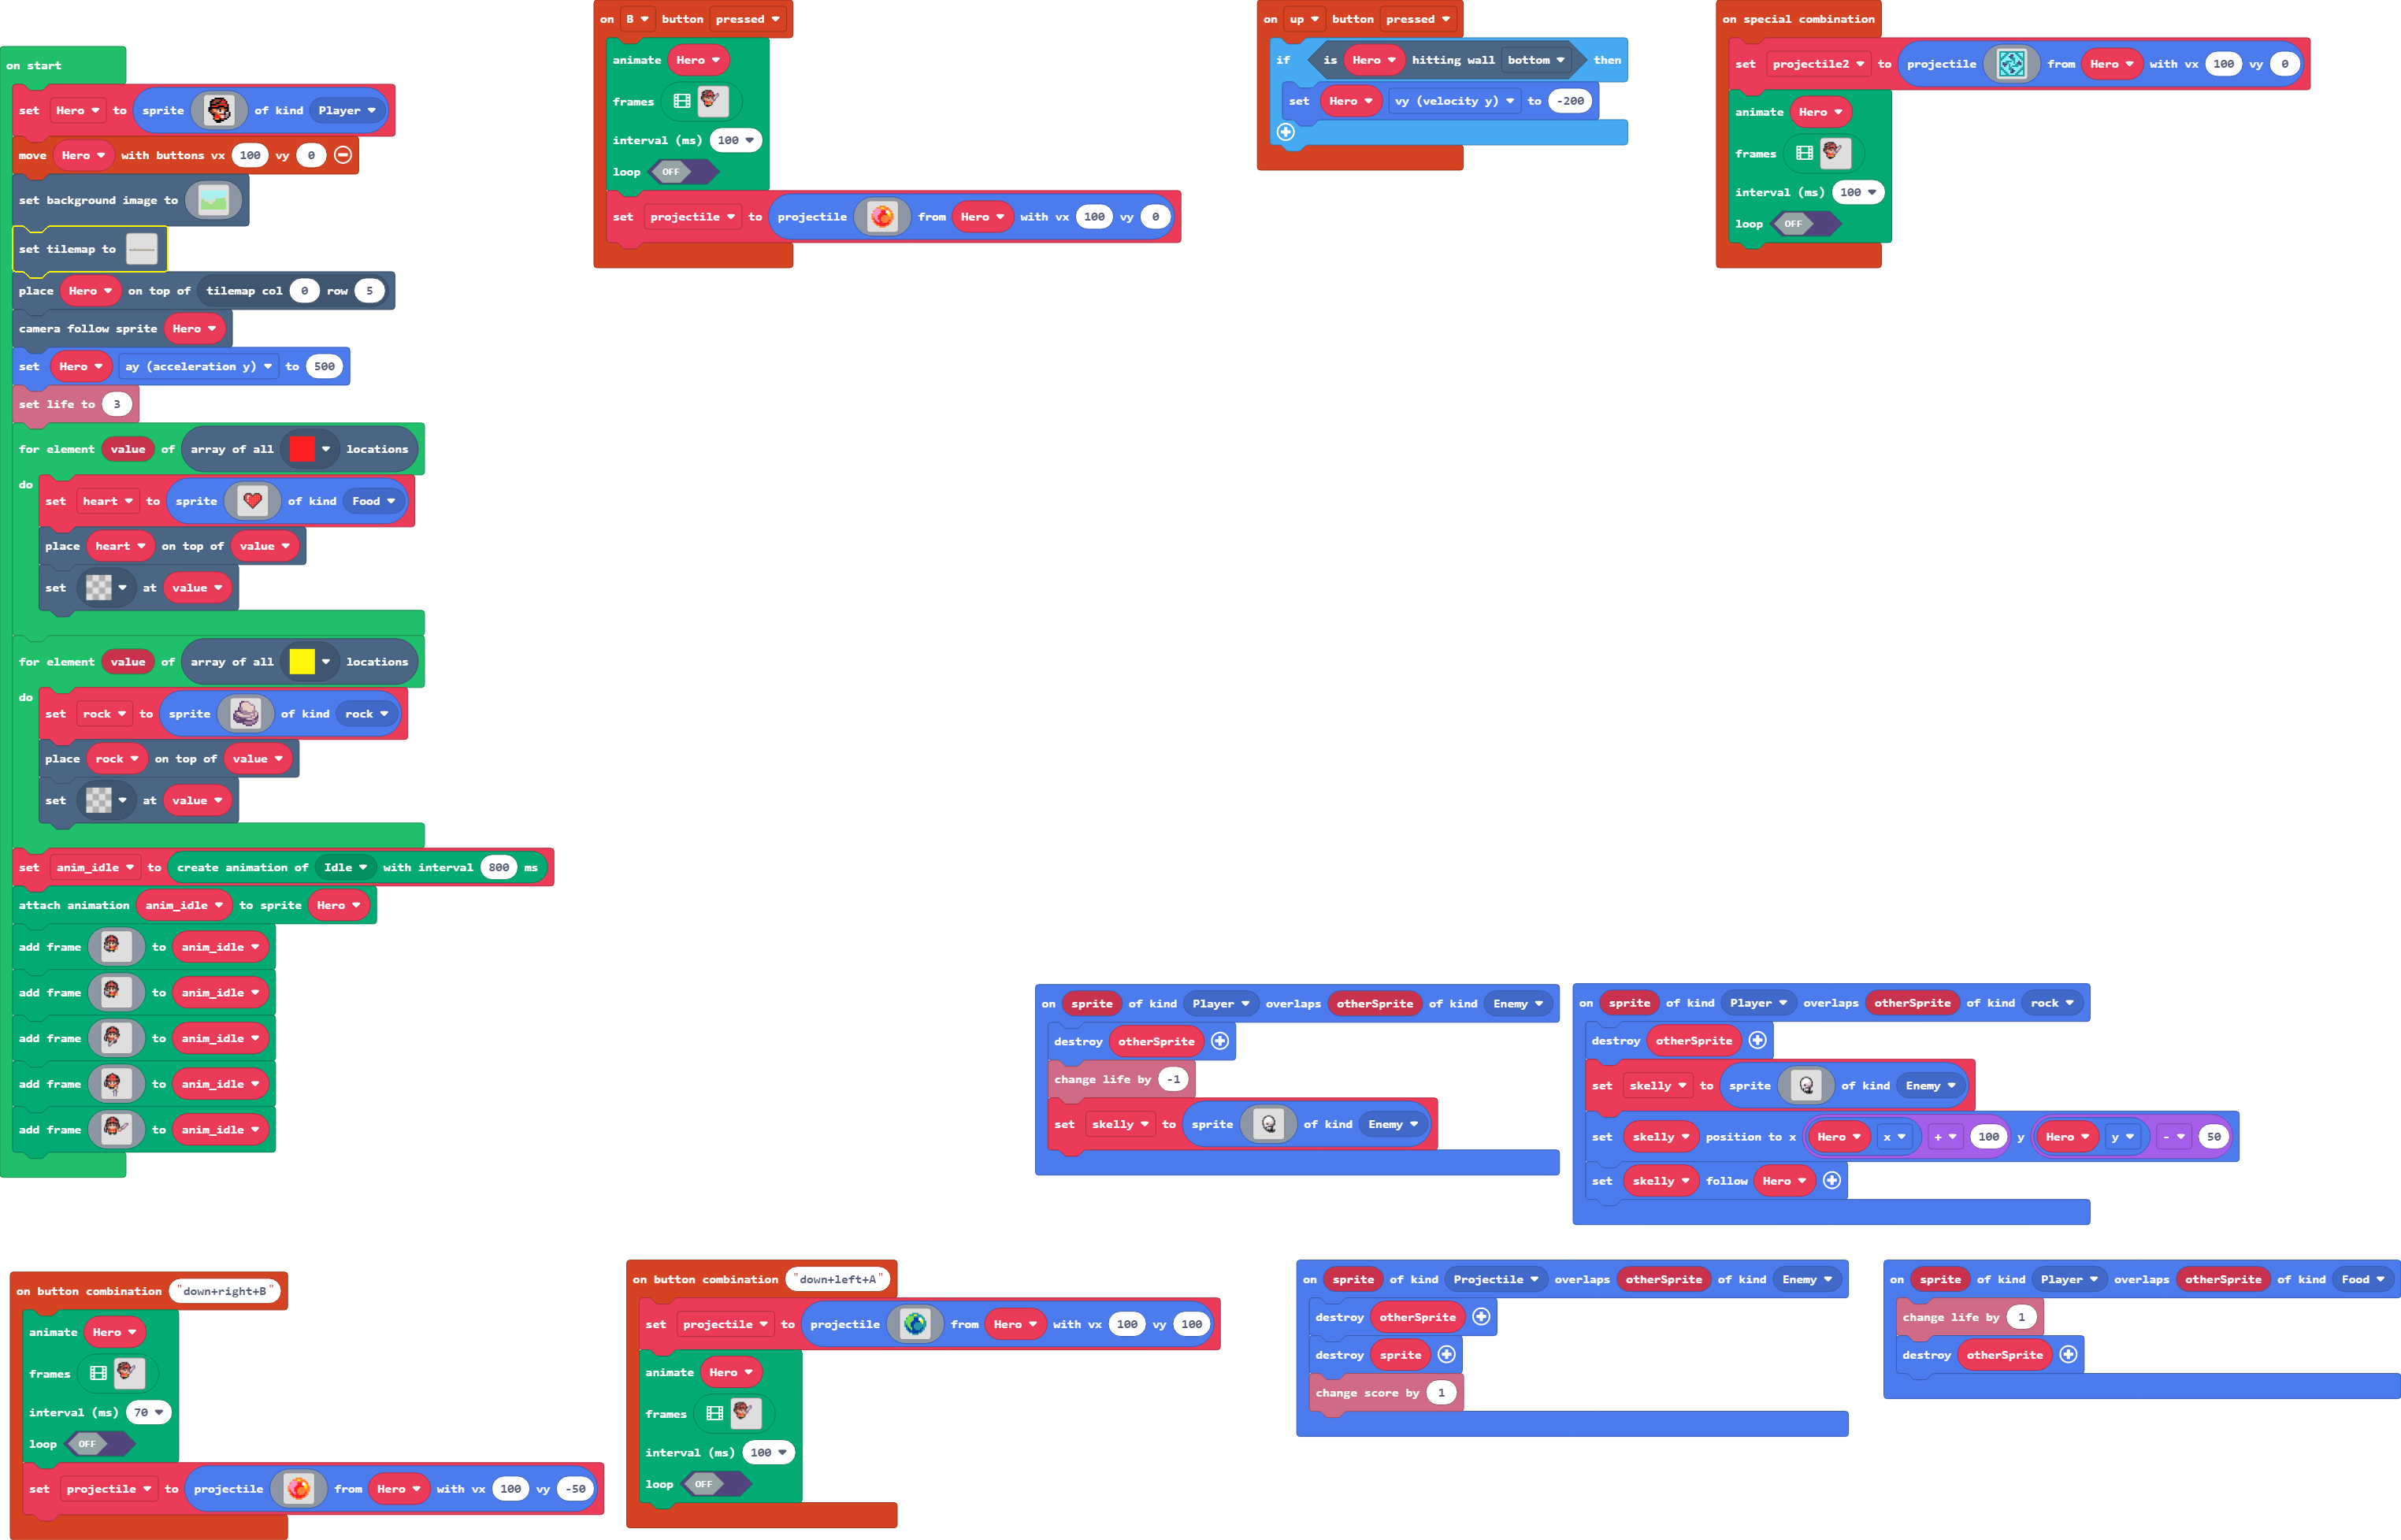 on start
set Hero to sprite of kind Player
move Hero with buttons vx 100 vy 0
set background image to
set tilemap to
place Hero on top of tilemap col 0 row 5
camera follow sprite Hero
set Hero ay (acceleration y) to 500
set life to 3
for element value of array of all locations
do
set heart to sprite of kind Food
place heart on top of value
set at value
for element value of array of all locations
do
set rock to sprite of kind rock
place rock on top of value
set at value
set anim_idle to create animation of Idle with interval 800 ms
attach animation anim_idle to sprite Hero
add frame to anim_idle
add frame to anim_idle
add frame to anim_idle
add frame to anim_idle
add frame to anim_idle
on B button pressed
animate Hero
frames
interval (ms) 100
loop OFF
set projectile to projectile from Hero with vx 100 vy 0
on up button pressed
if is Hero hitting wall bottom then
set Hero vy (velocity y) to -200
on special combination
set projectile2 to projectile from Hero with vx 100 vy 0
animate Hero
frames
interval (ms) 100
loop OFF
on sprite of kind Player overlaps otherSprite of kind Enemy
destroy otherSprite
change life by -1
set skelly to sprite of kind Enemy
on sprite of kind Player overlaps otherSprite of kind rock
destroy otherSprite
set skelly to sprite of kind Enemy
set skelly position to x Hero x + 100 y Hero y - 50
set skelly follow Hero
on button combination "down+right+B"
animate Hero
frames
interval (ms) 70
loop OFF
set projectile to projectile from Hero with vx 100 vy -50
on button combination "down+left+A"
set projectile to projectile from Hero with vx 100 vy 100
animate Hero
frames
interval (ms) 100
loop OFF
on sprite of kind Projectile overlaps otherSprite of kind Enemy
destroy otherSprite
destroy sprite
change score by 1
on sprite of kind Player overlaps otherSprite of kind Food
change life by 1
destroy otherSprite